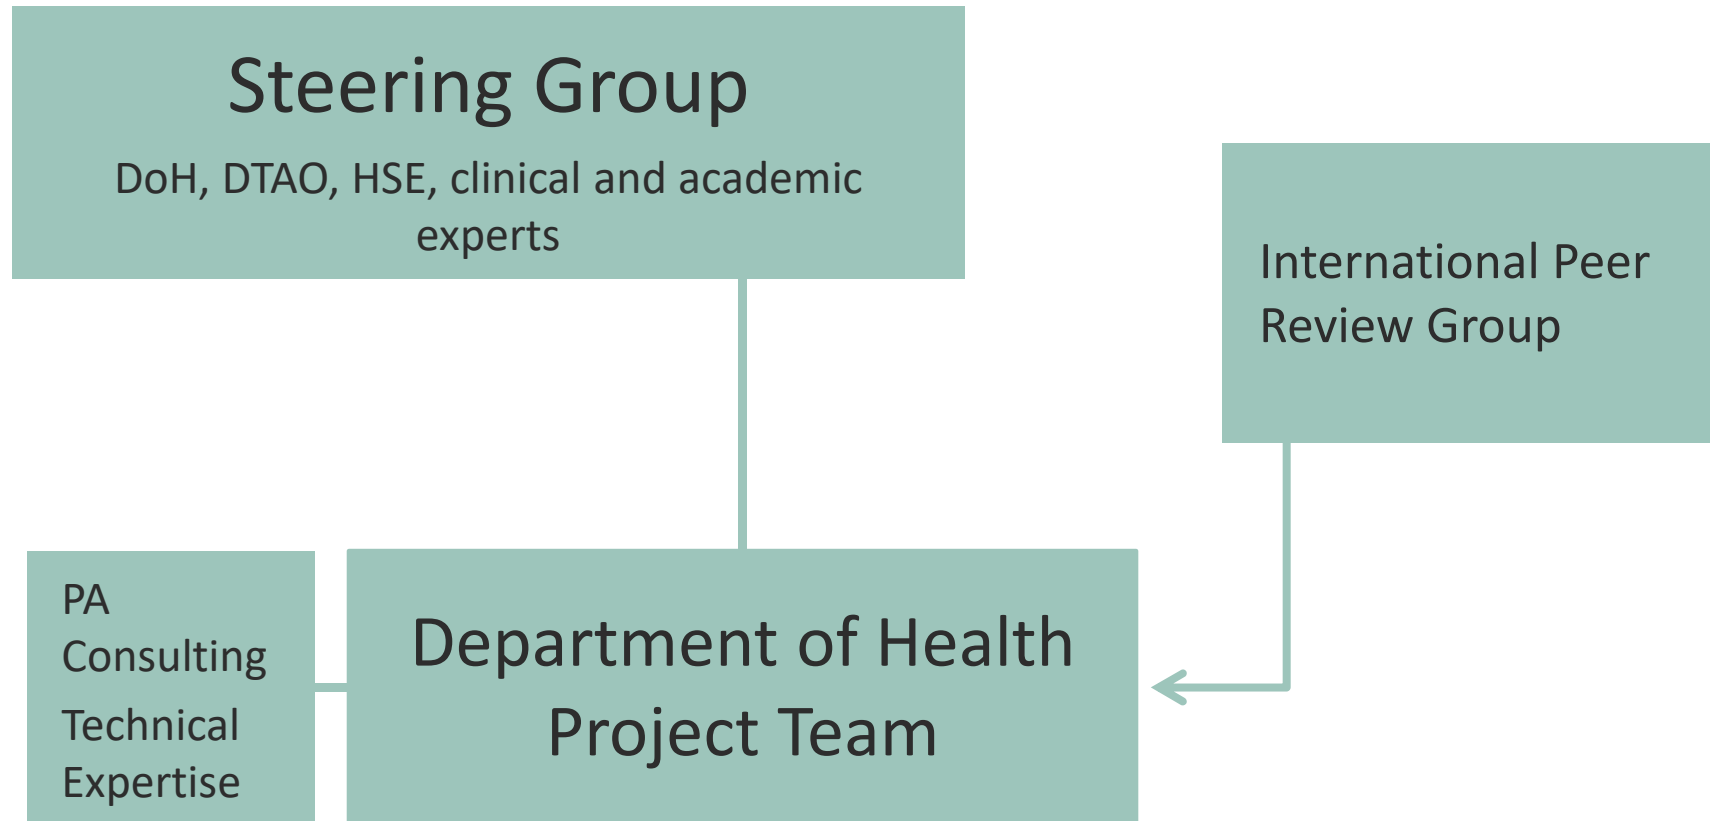 Steering Group
DoH, DTAO, HSE, clinical and academic
experts
International Peer
Review Group
PA
Consulting
Technical
Expertise
Department of Health
Project Team